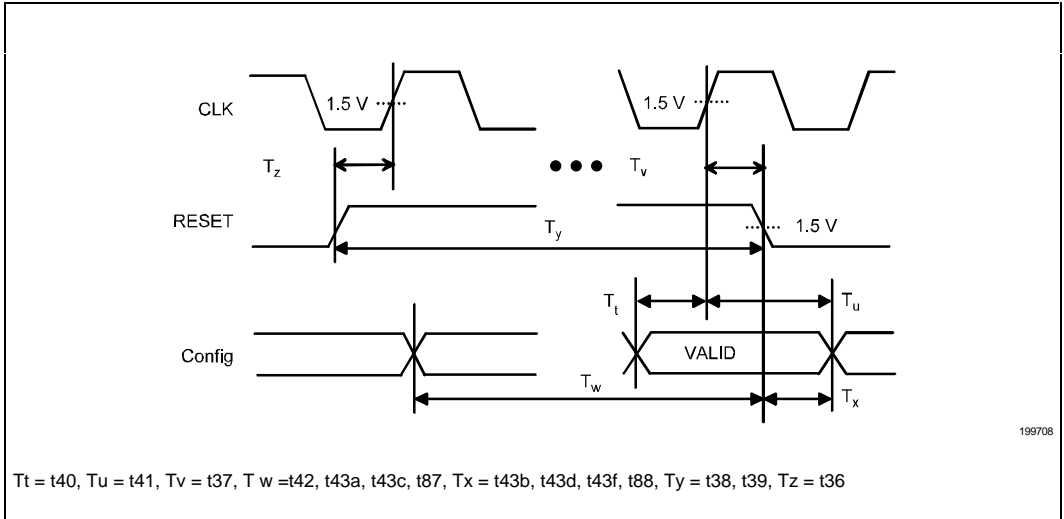 CLK
1.5 V
1.5 V
Tz
Tv
RESET
Ty
1.5 V
Tt
Tu
Config
VALID
Tw
Tx
199708
Tt = t40, Tu = t41, Tv = t37, T w =t42, t43a, t43c, t87, Tx = t43b, t43d, t43f, t88, Ty = t38, t39, Tz = t36